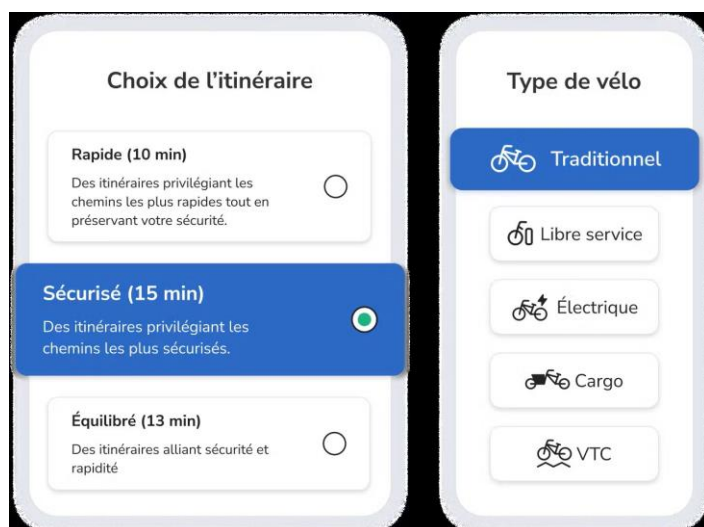 Choix de l'itinéraire
Rapide (10 min)
Des itinéraires privilégiant les
chemins les plus rapides tout en
préservant votre sécurité.
Sécurisé (15 min)
Des itinéraires privilégiant les
chemins les plus sécurisés.
Équilibré (13 min)
Des itinéraires alliant sécurité et
rapidité
Type de vélo
Traditionnel
Libre service
Électrique
Cargo
VTC